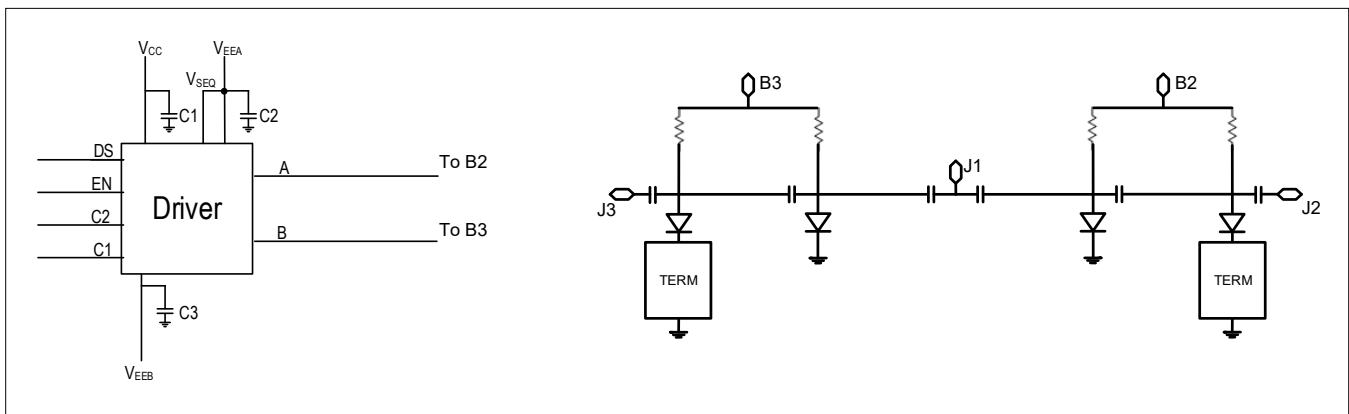 VCC
VEEA
VSEQ
C1
C2
DS
EN
C2
C1
Driver
A
To B2
B
To B3
C3
VEEB
B3
B2
J1
J3
J2
TERM
TERM